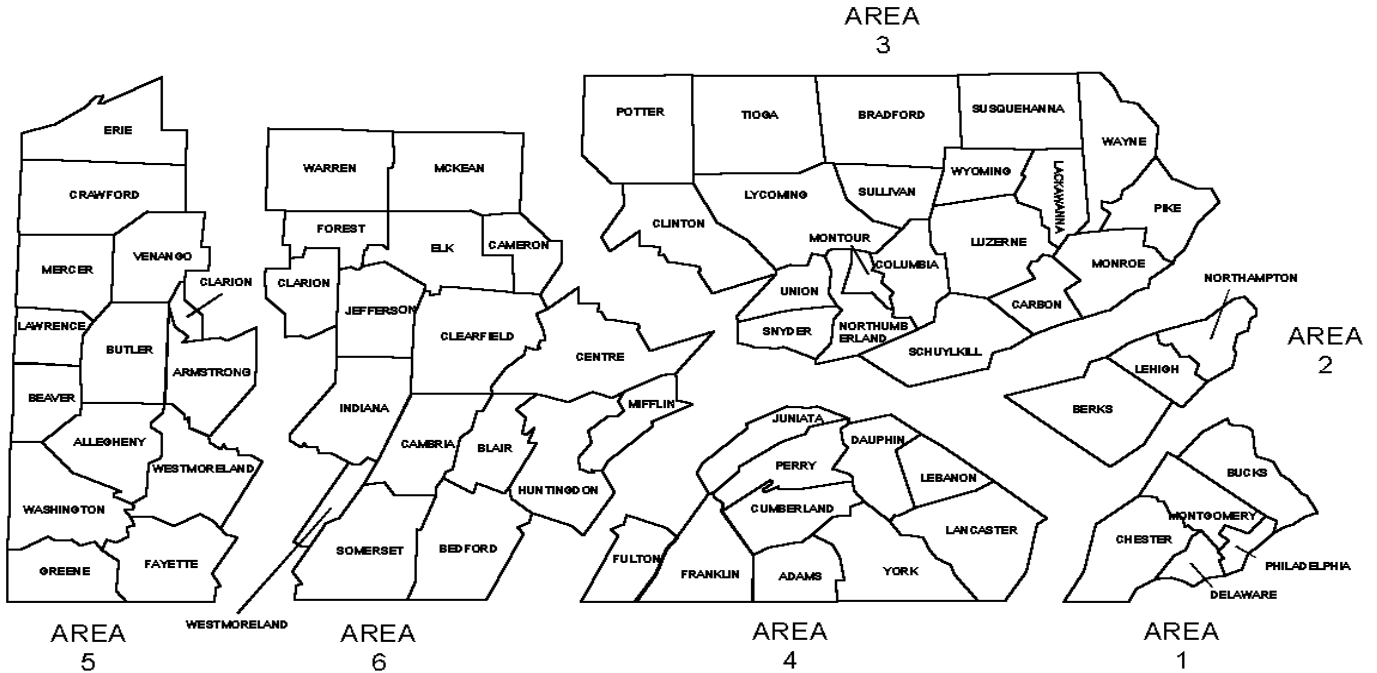 AREA
3
ERIE
CRAWFORD
MERCER
VENANGO
CLARION
LAWRENCE
BUTLER
ARMSTRONG
BEAVER
ALLEGHENY
WESTMORELAND
WASHINGTON
GREENE
FAYETTE
AREA
5
WARREN
MCKEAN
FOREST
ELK
CAMERON
CLARION
JEFFERSON
CLEARFIELD
CENTRE
INDIANA
CAMBRIA
BLAIR
MIFFLIN
HUNTINGDON
SOMERSET
BEDFORD
WESTMORELAND
AREA
6
POTTER
TIOGA
BRADFORD
SUSQUEHANNA
WAYNE
WYOMING
LACKAWANNA
LYCOMING
SULLIVAN
PIKE
CLINTON
MONTOUR
COLUMBIA
LUZERNE
MONROE
UNION
CARBON
SNYDER
NORTHUMB
ERLAND
SCHUYLKILL
NORTHAMPTON
LEHIGH
BERKS
AREA
2
JUNIATA
DAUPHIN
PERRY
LEBANON
CUMBERLAND
LANCASTER
FULTON
FRANKLIN
ADAMS
YORK
AREA
4
BUCKS
MONTGOMERY
CHESTER
PHILADELPHIA
DELAWARE
AREA
1